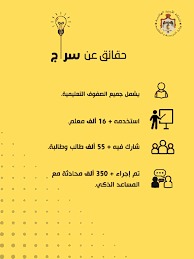 حقائق عن سراج
يشمل جميع الصفوف التعليمية.
استخدمه + 16 ألف معلم.
شارك فيه + 55 ألف طالب وطالبة.
تم إجراء + 350 ألف محادثة مع
المساعد الذكي.